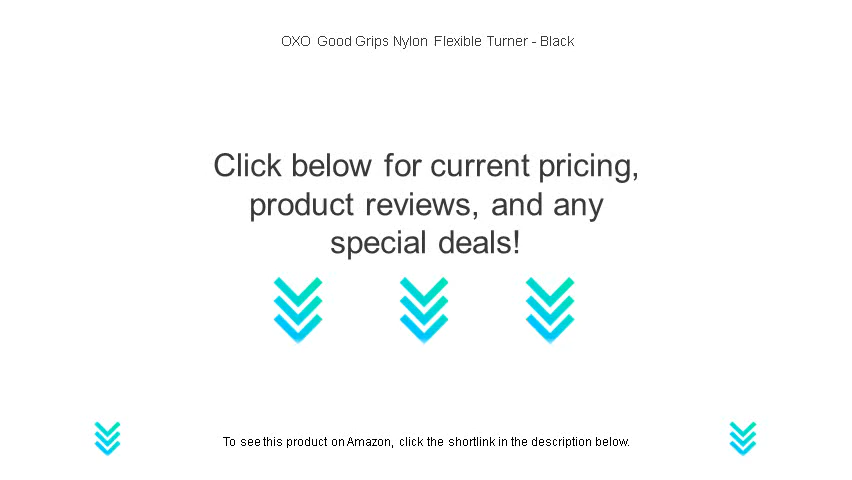 OXO Good Grips Nylon Flexible Turner - Black
Click below for current pricing,
product reviews, and any
special deals!
To see this product on Amazon, click the shortlink in the description below.